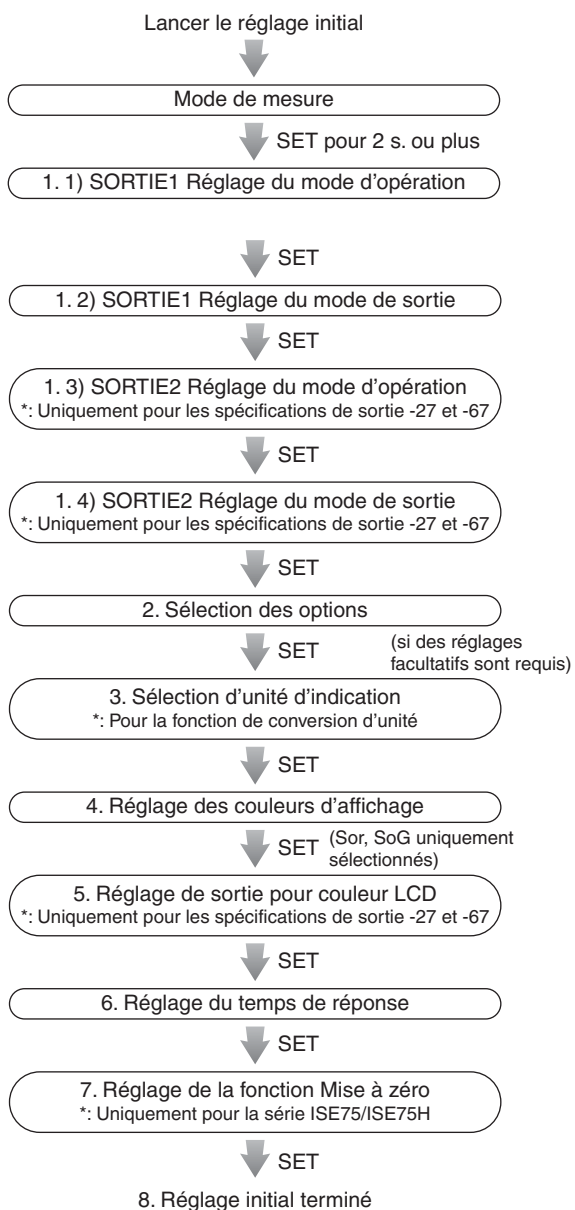 Lancer le réglage initial
Mode de mesure
SET pour 2 s. ou plus
1. 1) SORTIE1 Réglage du mode d'opération
SET
1. 2) SORTIE1 Réglage du mode de sortie
SET
1. 3) SORTIE2 Réglage du mode d'opération
*: Uniquement pour les spécifications de sortie -27 et -67
SET
1. 4) SORTIE2 Réglage du mode de sortie
*: Uniquement pour les spécifications de sortie -27 et -67
SET
2. Sélection des options
SET
(si des réglages
facultatifs sont requis)
3. Sélection d'unité d'indication
*: Pour la fonction de conversion d'unité
SET
4. Réglage des couleurs d'affichage
SET
(Sor, SoG uniquement
sélectionnés)
5. Réglage de sortie pour couleur LCD
*: Uniquement pour les spécifications de sortie -27 et -67
SET
6. Réglage du temps de réponse
SET
7. Réglage de la fonction Mise à zéro
*: Uniquement pour la série ISE75/ISE75H
SET
8. Réglage initial terminé